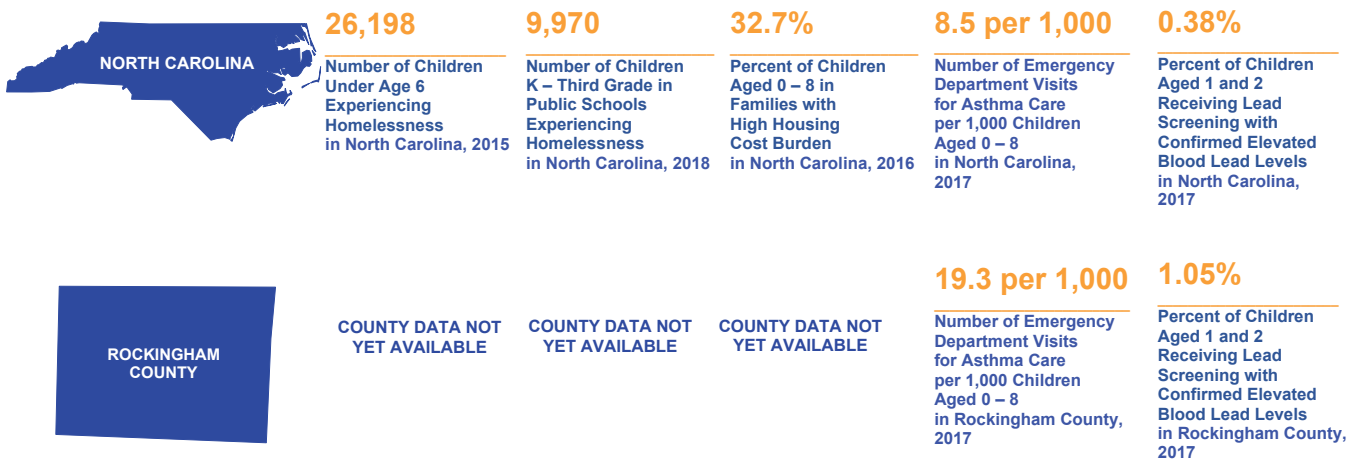 NORTH CAROLINA
26,198
Number of Children
Under Age 6
Experiencing
Homelessness
in North Carolina, 2015
9,970
Number of Children
K – Third Grade in
Public Schools
Experiencing
Homelessness
in North Carolina, 2018
32.7%
Percent of Children
Aged 0 – 8 in
Families with
High Housing
Cost Burden
in North Carolina, 2016
8.5 per 1,000
Number of Emergency
Department Visits
for Asthma Care
per 1,000 Children
Aged 0 – 8
in North Carolina,
2017
0.38%
Percent of Children
Aged 1 and 2
Receiving Lead
Screening with
Confirmed Elevated
Blood Lead Levels
in North Carolina,
2017
ROCKINGHAM
COUNTY
COUNTY DATA NOT
YET AVAILABLE
COUNTY DATA NOT
YET AVAILABLE
COUNTY DATA NOT
YET AVAILABLE
19.3 per 1,000
Number of Emergency
Department Visits
for Asthma Care
per 1,000 Children
Aged 0 – 8
in Rockingham County,
2017
1.05%
Percent of Children
Aged 1 and 2
Receiving Lead
Screening with
Confirmed Elevated
Blood Lead Levels
in Rockingham County,
2017